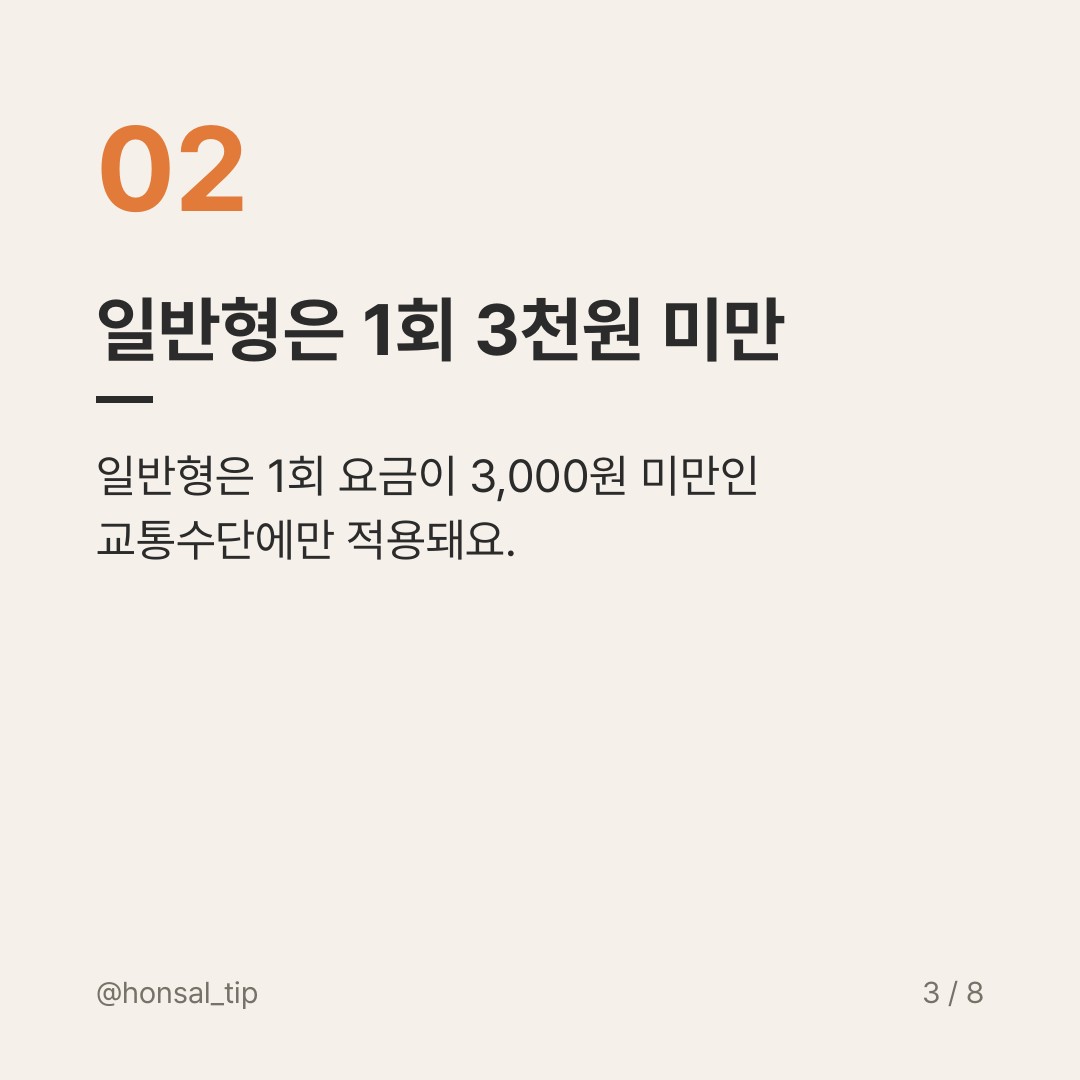 02
일반형은 1회 3천원 미만
일반형은 1회 요금이 3,000원 미만인
교통수단에만 적용돼요.
@honsal_tip
3 / 8